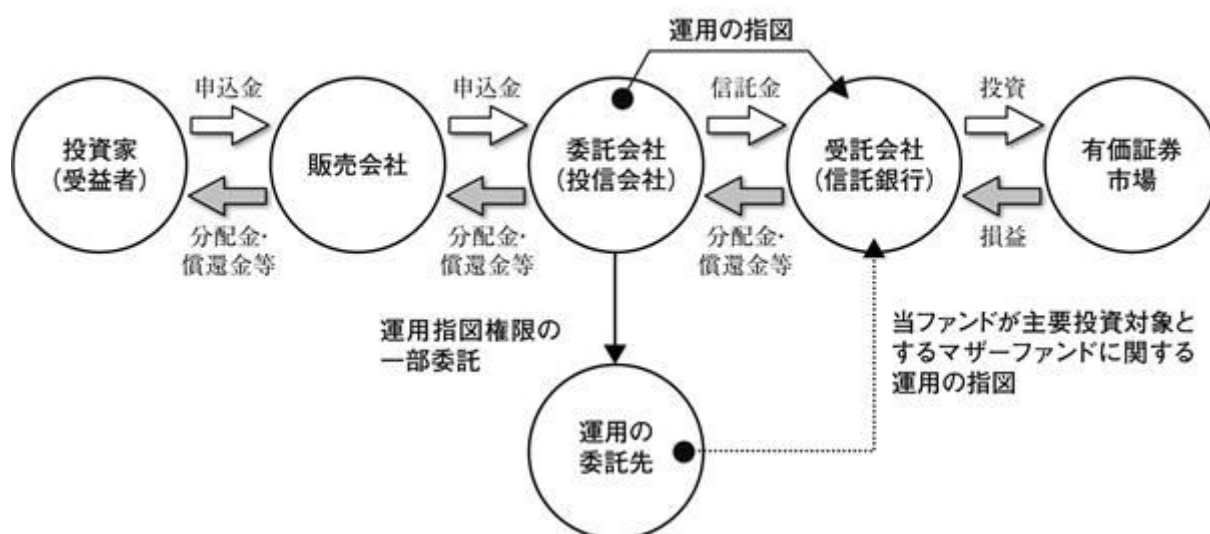 運用の指図
申込金
申込金
信託金
投資
投資家
(受益者)
販売会社
委託会社
(投信会社)
受託会社
(信託銀行)
有価証券
市場
分配金・
償還金等
分配金・
償還金等
分配金・
償還金等
損益
運用指図権限の
一部委託
当ファンドが主要投資対象と
するマザーファンドに関する
運用の指図
運用の
委託先